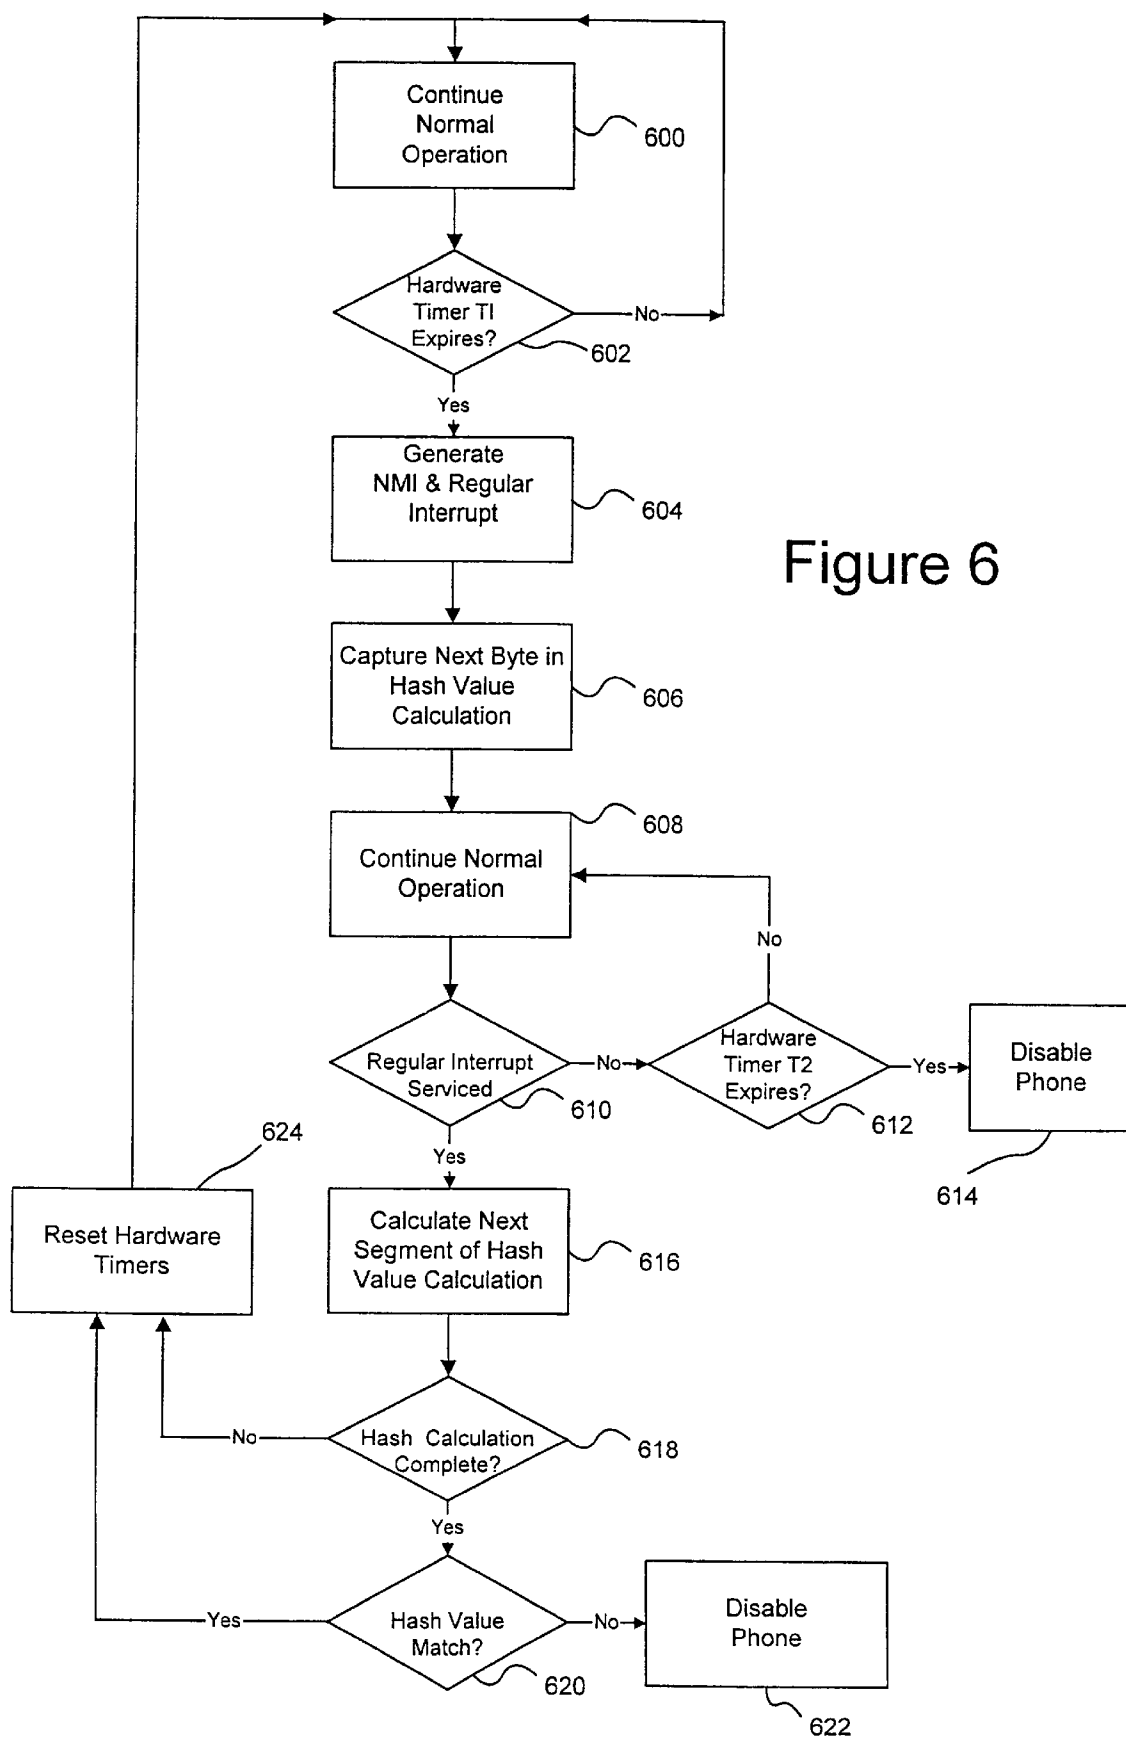 Continue
Normal
Operation
600
Hardware
Timer TI
Expires?
No
602
Yes
Generate
NMI & Regular
Interrupt
604
Figure 6
Capture Next Byte in
Hash Value
Calculation
606
608
Continue Normal
Operation
No
Regular Interrupt
Serviced
No
610
Hardware
Timer T2
Expires?
Yes
612
Disable
Phone
614
Yes
624
Reset Hardware
Timers
Calculate Next
Segment of Hash
Value Calculation
616
Hash Calculation
Complete?
No
618
Yes
Hash Value
Match?
Yes
No
620
Disable
Phone
622